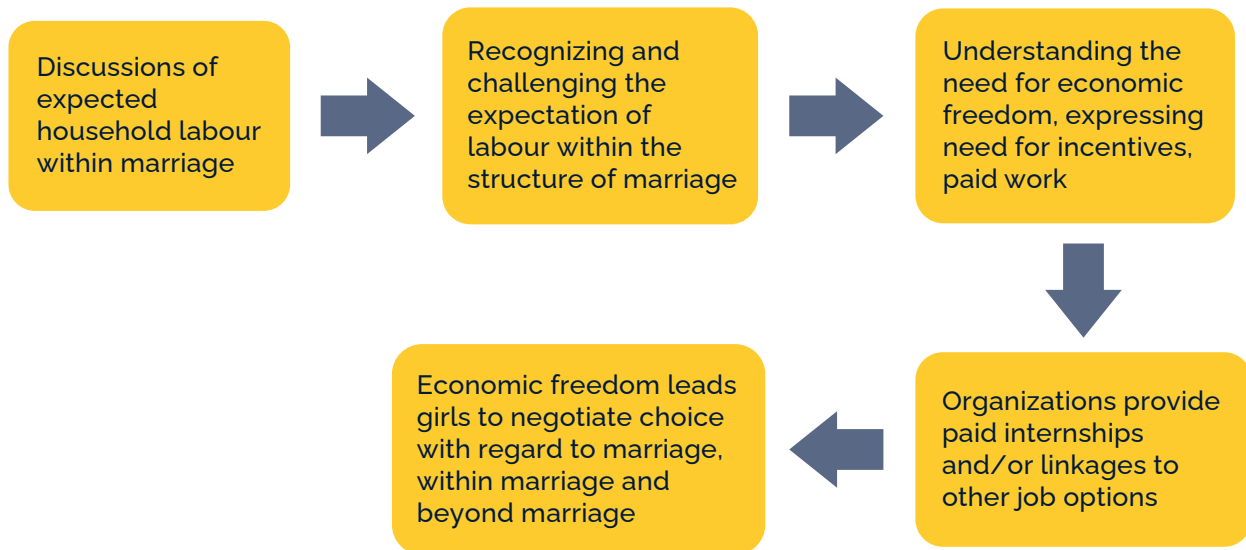 Discussions of
expected
household labour
within marriage
Recognizing and
challenging the
expectation of
labour within the
structure of marriage
Understanding the
need for economic
freedom, expressing
need for incentives,
paid work
Organizations provide
paid internships
and/or linkages to
other job options
Economic freedom leads
girls to negotiate choice
with regard to marriage,
within marriage and
beyond marriage